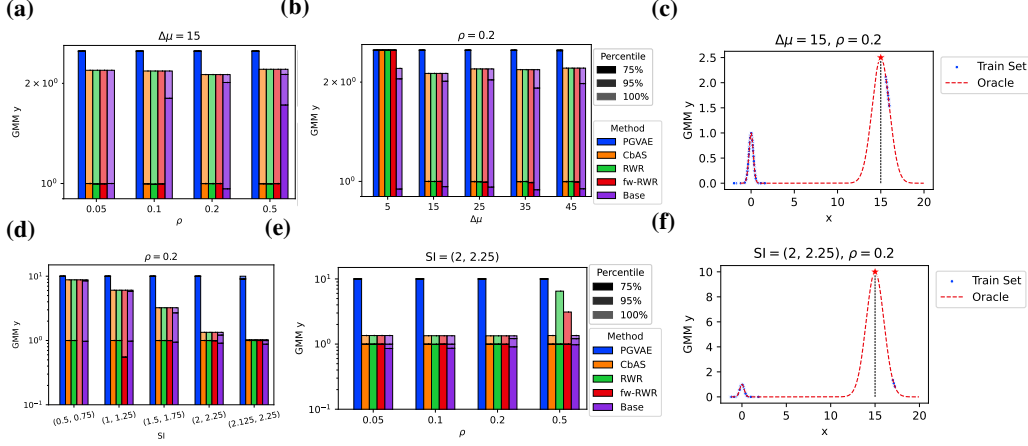 (a)
Δμ = 15
GMM y
2 × 10⁰
10⁰
0.05 0.1 0.2 0.5
ρ
(b)
ρ = 0.2
GMM y
2 × 10⁰
10⁰
5 15 25 35 45
Δμ
Percentile
75%
95%
100%
Method
PGVAE
CbAS
RWR
fw-RWR
Base
(c)
Δμ = 15, ρ = 0.2
GMM y
2.5
2.0
1.5
1.0
0.5
0.0
0 5 10 15 20
x
Train Set
Oracle
(d)
ρ = 0.2
GMM y
10¹
10⁰
10⁻¹
(0.5, 0.75) (1, 1.25) (1.5, 1.75) (2, 2.25) (2.125, 2.25)
SI
(e)
SI = (2, 2.25)
GMM y
10¹
10⁰
10⁻¹
0.05 0.1 0.2 0.5
ρ
Percentile
75%
95%
100%
Method
PGVAE
CbAS
RWR
fw-RWR
Base
(f)
SI = (2, 2.25), ρ = 0.2
GMM y
10
8
6
4
2
0
0 5 10 15 20
x
Train Set
Oracle